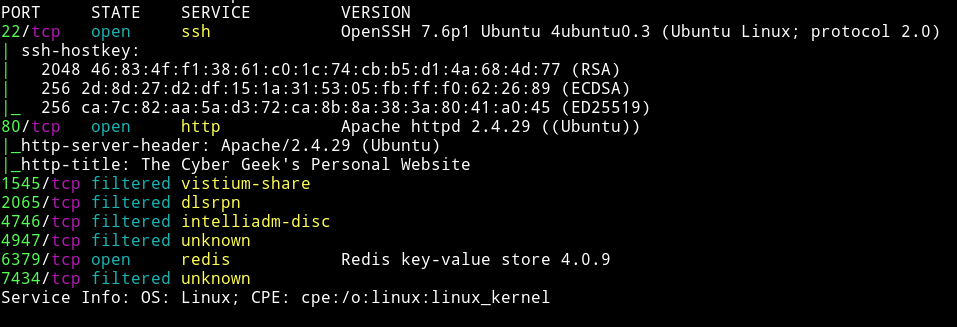 PORT     STATE    SERVICE         VERSION
22/tcp   open     ssh             OpenSSH 7.6p1 Ubuntu 4ubuntu0.3 (Ubuntu Linux; protocol 2.0)
| ssh-hostkey:
|   2048 46:83:4f:f1:38:61:c0:1c:74:cb:b5:d1:4a:68:4d:77 (RSA)
|   256 2d:8d:27:d2:df:15:1a:31:53:05:fb:ff:f0:62:26:89 (ECDSA)
|_  256 ca:7c:82:aa:5a:d3:72:ca:8b:8a:38:3a:80:41:a0:45 (ED25519)
80/tcp   open     http            Apache httpd 2.4.29 ((Ubuntu))
|_http-server-header: Apache/2.4.29 (Ubuntu)
|_http-title: The Cyber Geek's Personal Website
1545/tcp filtered vistium-share
2065/tcp filtered dlsrpn
4746/tcp filtered intelliadm-disc
4947/tcp filtered unknown
6379/tcp open     redis           Redis key-value store 4.0.9
7434/tcp filtered unknown
Service Info: OS: Linux; CPE: cpe:/o:linux:linux_kernel